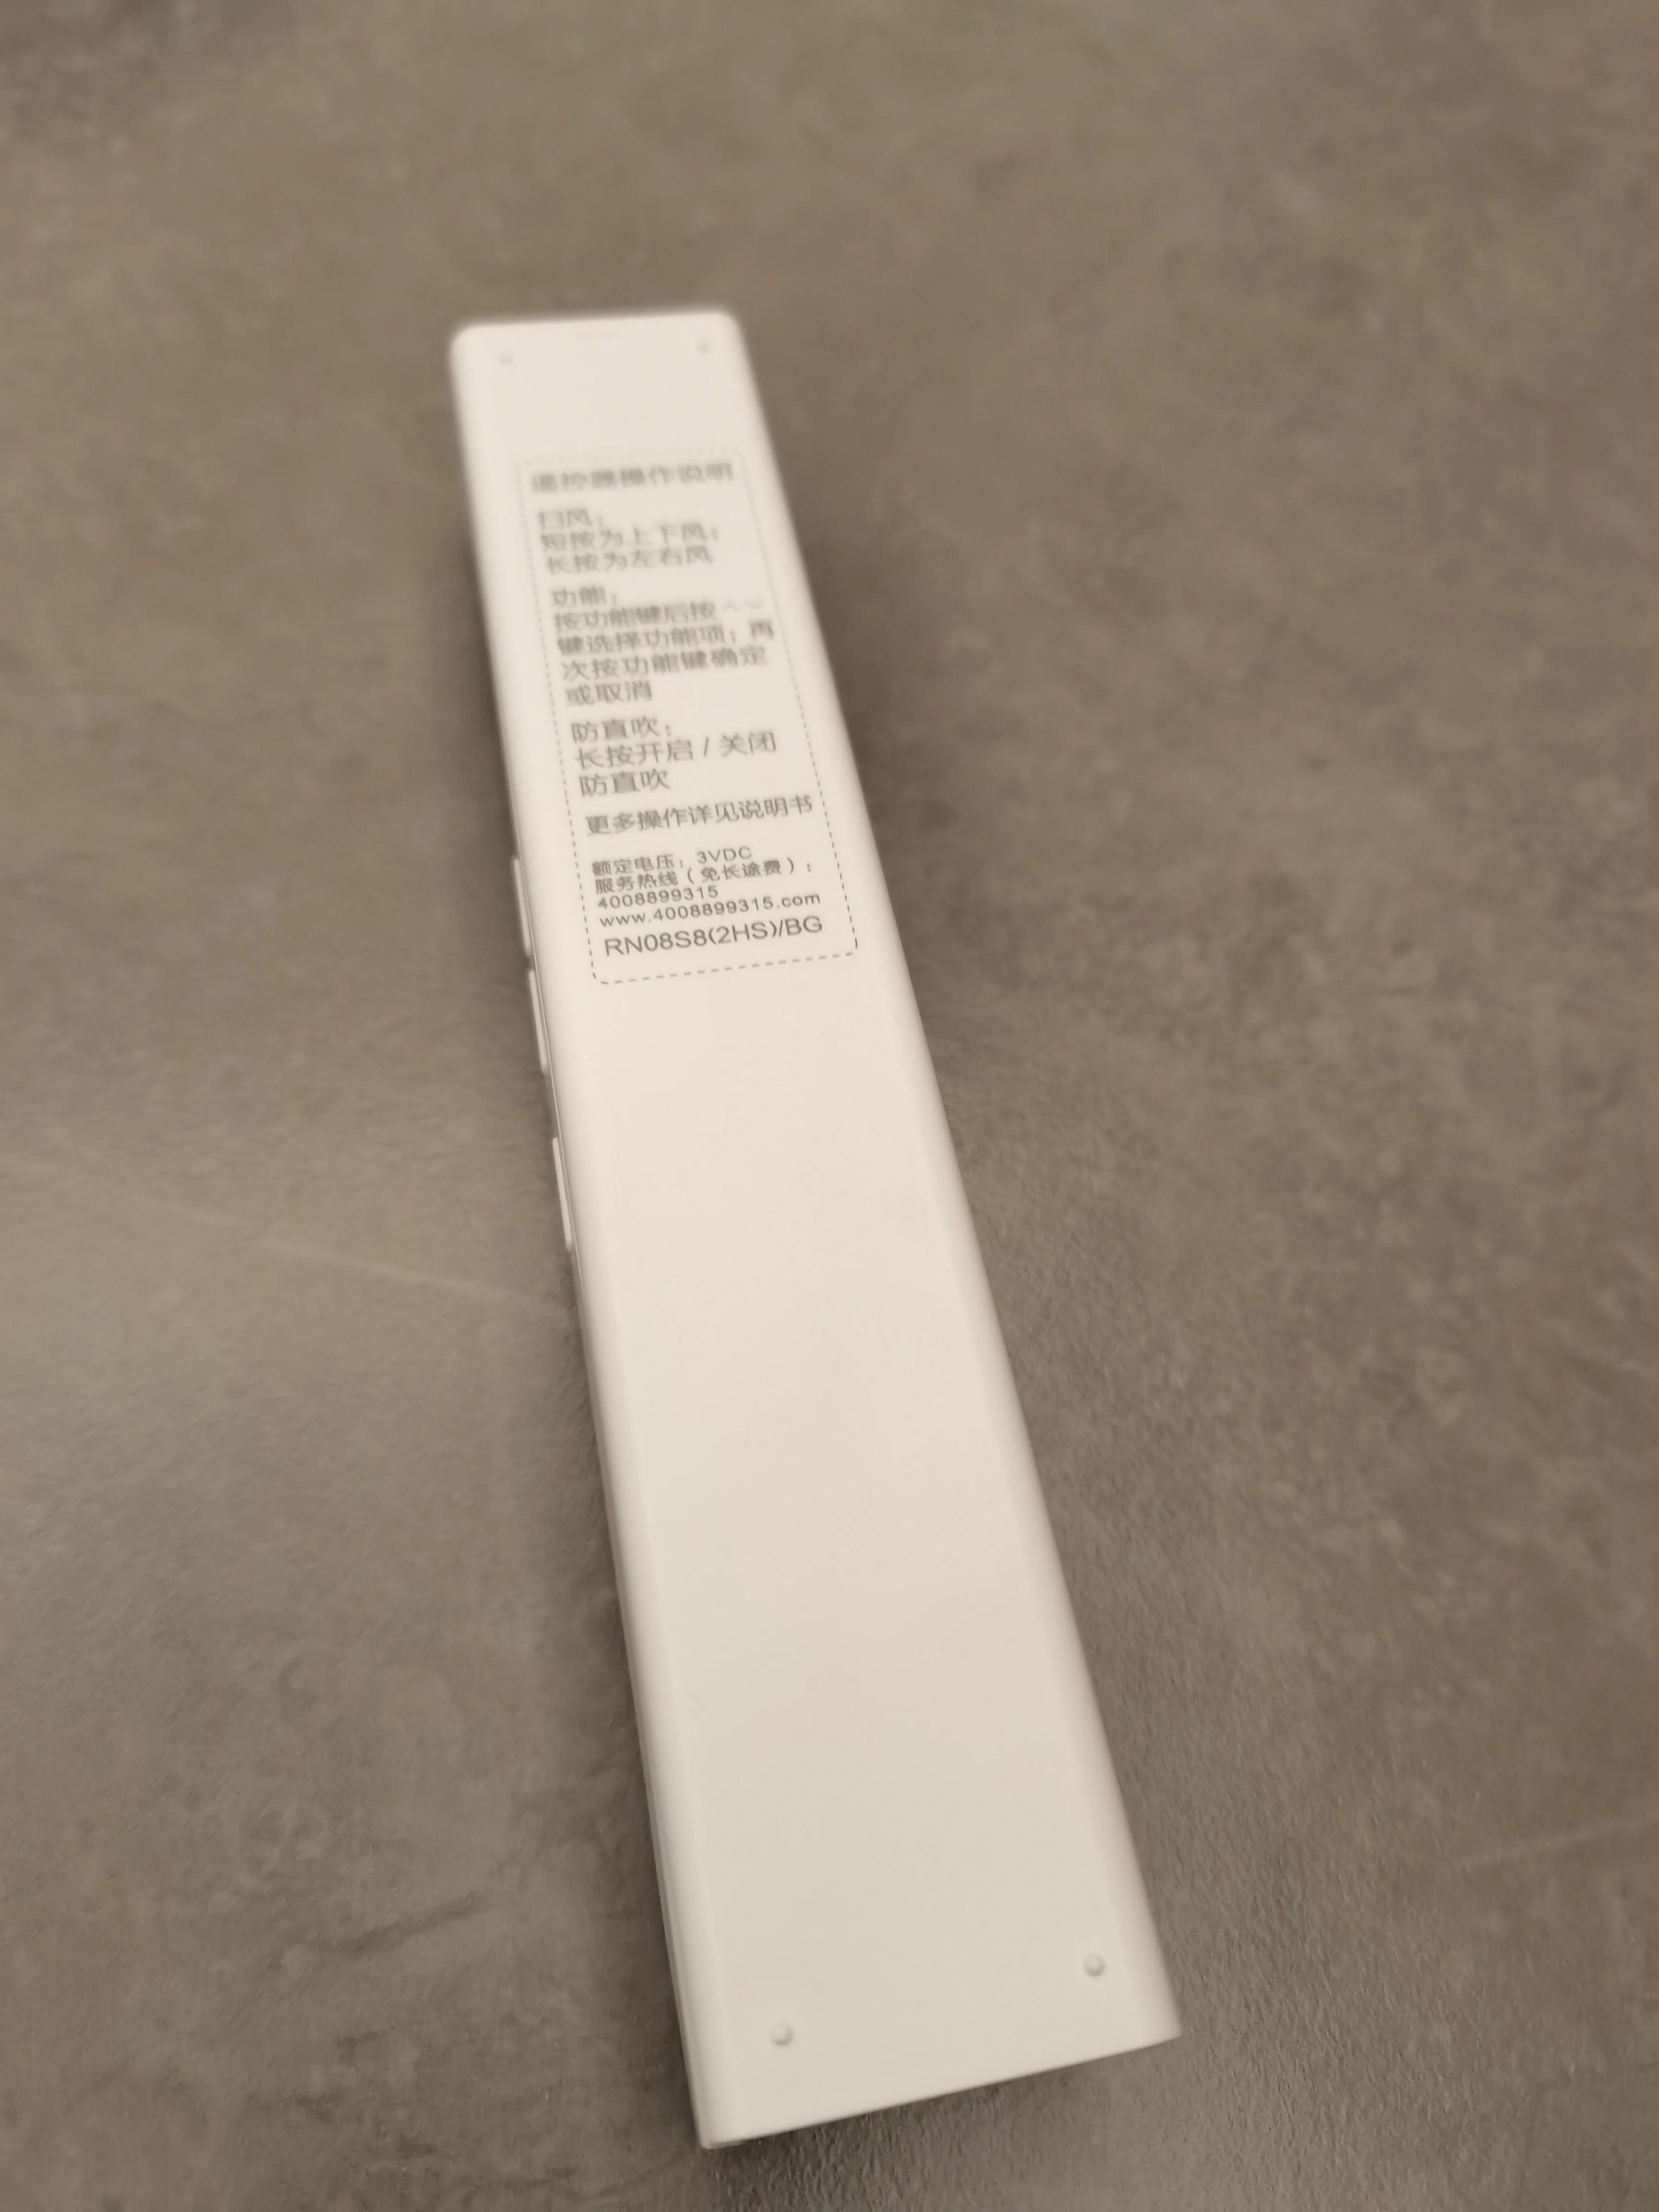 遥控器操作说明
扫风：
短按为上下风；
长按为左右风
功能：
按功能键后按︿﹀
键选择功能项；再
次按功能键确定
或取消
防直吹：
长按开启 / 关闭
防直吹
更多操作详见说明书
额定电压：3VDC
服务热线（免长途费）：
4008899315
www.4008899315.com
RN08S8(2HS)/BG